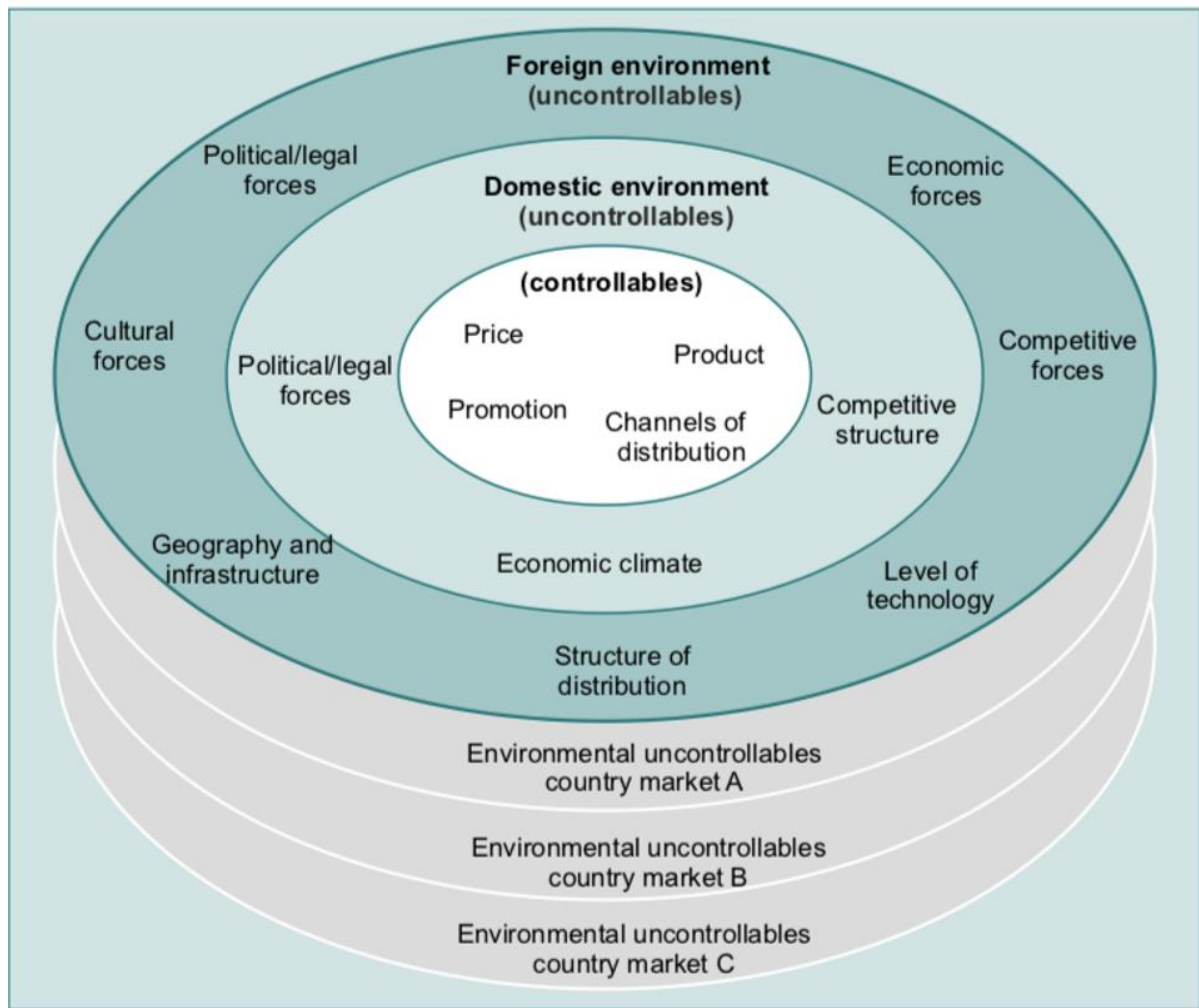 Foreign environment
(uncontrollables)
Political/legal
forces
Economic
forces
Domestic environment
(uncontrollables)
(controllables)
Cultural
forces
Political/legal
forces
Price
Product
Promotion
Channels of
distribution
Competitive
structure
Competitive
forces
Geography and
infrastructure
Economic climate
Level of
technology
Structure of
distribution
Environmental uncontrollables
country market A
Environmental uncontrollables
country market B
Environmental uncontrollables
country market C